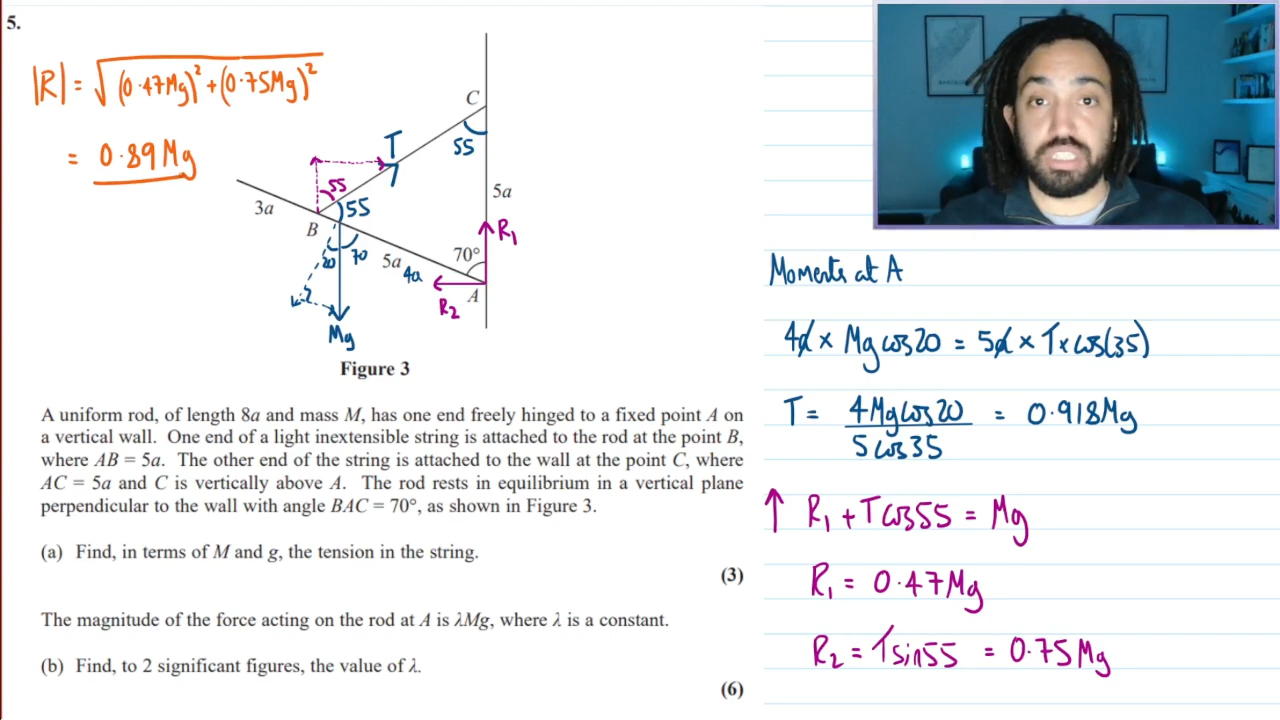 5.
|R| = √(0.47Mg)² + (0.75Mg)²
= 0.89Mg
C
T
55
55
5a
3a
B
55
R₁
70°
20
70
5a
4a
R₂
A
Mg
Figure 3
A uniform rod, of length 8a and mass M, has one end freely hinged to a fixed point A on
a vertical wall. One end of a light inextensible string is attached to the rod at the point B,
where AB = 5a. The other end of the string is attached to the wall at the point C, where
AC = 5a and C is vertically above A. The rod rests in equilibrium in a vertical plane
perpendicular to the wall with angle BAC = 70°, as shown in Figure 3.
(a) Find, in terms of M and g, the tension in the string.
(3)
The magnitude of the force acting on the rod at A is λMg, where λ is a constant.
(b) Find, to 2 significant figures, the value of λ.
(6)
Moments at A
4a × Mgcos20 = 5a × T × cos(35)
T = 4Mgcos20 / 5cos35 = 0.918Mg
↑ R₁ + Tcos55 = Mg
R₁ = 0.47Mg
R₂ = Tsin55 = 0.75Mg